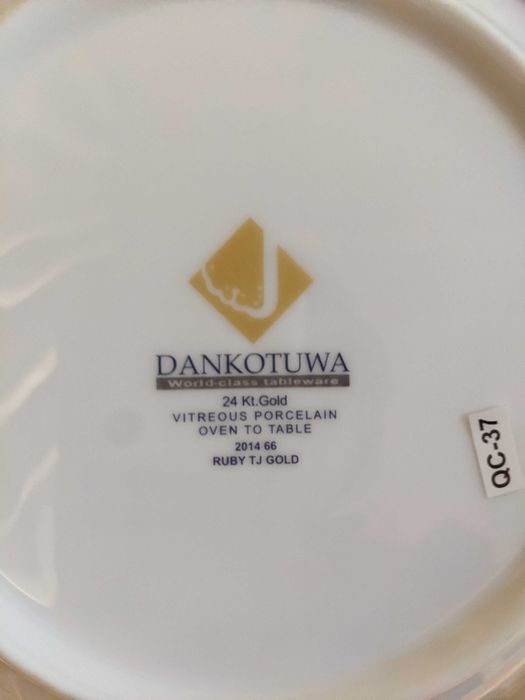 DANKOTUWA
World-class tableware
24 Kt.Gold
VITREOUS PORCELAIN
OVEN TO TABLE
2014 66
RUBY TJ GOLD
QC-37